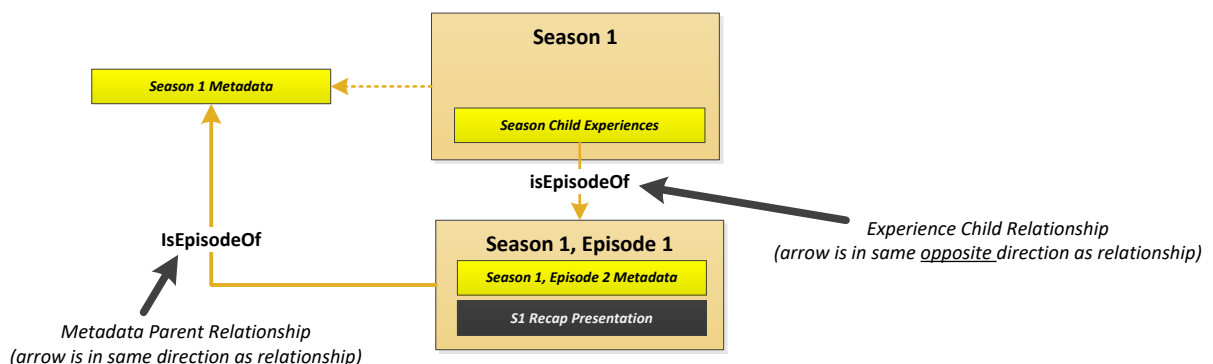 Season 1
Season 1 Metadata
Season Child Experiences
isEpisodeOf
Experience Child Relationship
(arrow is in same opposite direction as relationship)
IsEpisodeOf
Season 1, Episode 1
Season 1, Episode 2 Metadata
S1 Recap Presentation
Metadata Parent Relationship
(arrow is in same direction as relationship)